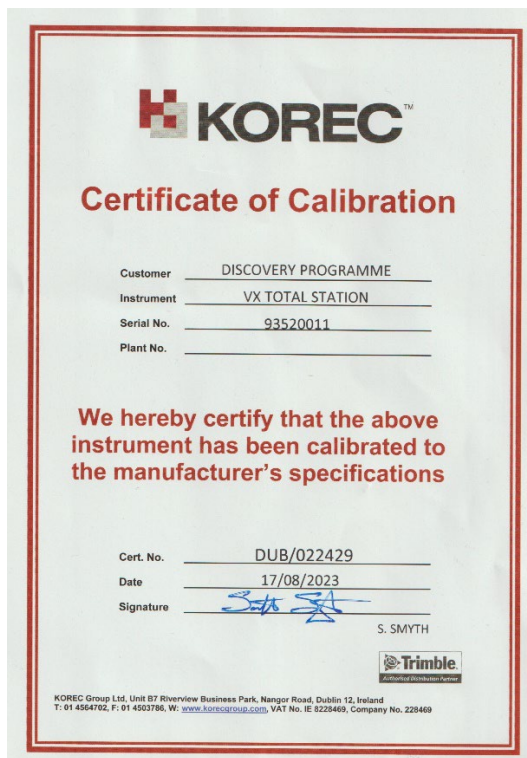 KOREC™
Certificate of Calibration
Customer DISCOVERY PROGRAMME
Instrument VX TOTAL STATION
Serial No. 93520011
Plant No.
We hereby certify that the above
instrument has been calibrated to
the manufacturer's specifications
Cert. No. DUB/022429
Date 17/08/2023
Signature
S. SMYTH
Trimble.
Authorised Distribution Partner
KOREC Group Ltd, Unit B7 Riverview Business Park, Nangor Road, Dublin 12, Ireland
T: 01 4564702, F: 01 4503786, W: www.korecgroup.com, VAT No. IE 8228469, Company No. 228469